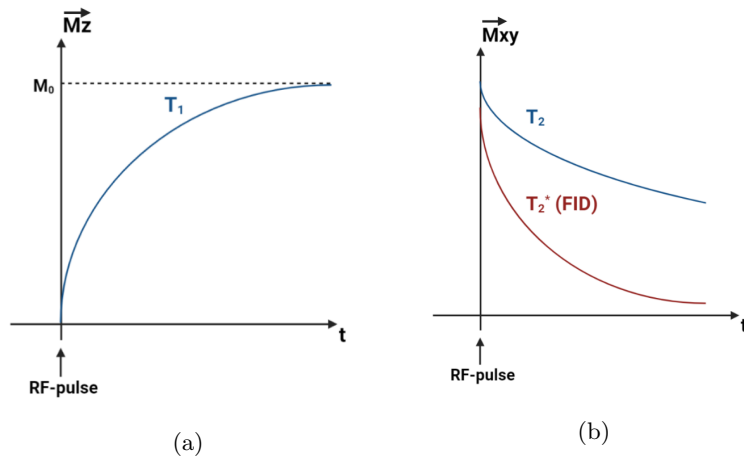 Mz
M₀
T₁
t
RF-pulse
(a)
Mxy
T₂
T₂* (FID)
t
RF-pulse
(b)